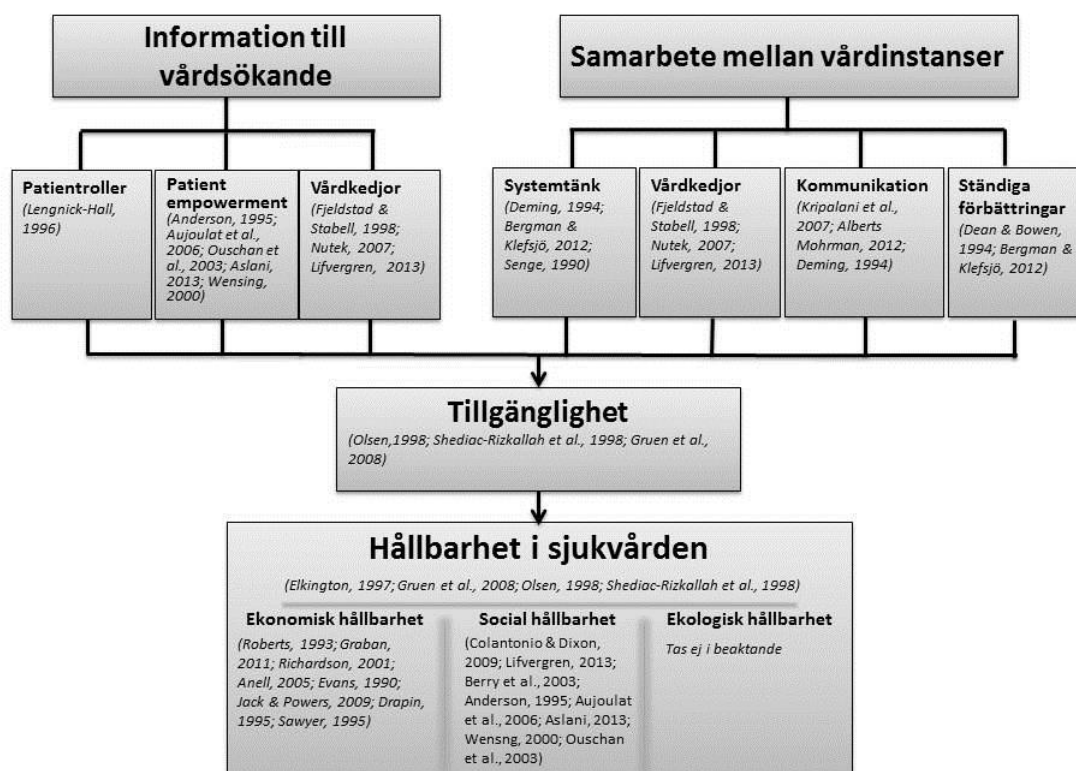 Information till
vårdsökande
Samarbete mellan vårdinstanser
Patientroller
(Lengnick-Hall,
1996)
Patient
empowerment
(Anderson, 1995;
Aujoulat et al.,
2006; Ouschan et
al., 2003; Aslani,
2013; Wensing,
2000)
Vårdkedjor
(Fjeldstad &
Stabell, 1998;
Nutek, 2007;
Lifvergren, 2013)
Systemtänk
(Deming, 1994;
Bergman &
Klefsjö, 2012;
Senge, 1990)
Vårdkedjor
(Fjeldstad &
Stabell, 1998;
Nutek, 2007;
Lifvergren, 2013)
Kommunikation
(Kripalani et al.,
2007; Alberts
Mohrman, 2012;
Deming, 1994)
Ständiga
förbättringar
(Dean & Bowen,
1994; Bergman &
Klefsjö, 2012)
Tillgänglighet
(Olsen,1998; Shediac-Rizkallah et al., 1998; Gruen et al.,
2008)
Hållbarhet i sjukvården
(Elkington, 1997; Gruen et al., 2008; Olsen, 1998; Shediac-Rizkallah et al., 1998)
Ekonomisk hållbarhet
(Roberts, 1993; Graban,
2011; Richardson, 2001;
Anell, 2005; Evans, 1990;
Jack & Powers, 2009; Drapin,
1995; Sawyer, 1995)
Social hållbarhet
(Colantonio & Dixon,
2009; Lifvergren, 2013;
Berry et al., 2003;
Anderson, 1995; Aujoulat
et al., 2006; Aslani, 2013;
Wensng, 2000; Ouschan
et al., 2003)
Ekologisk hållbarhet
Tas ej i beaktande